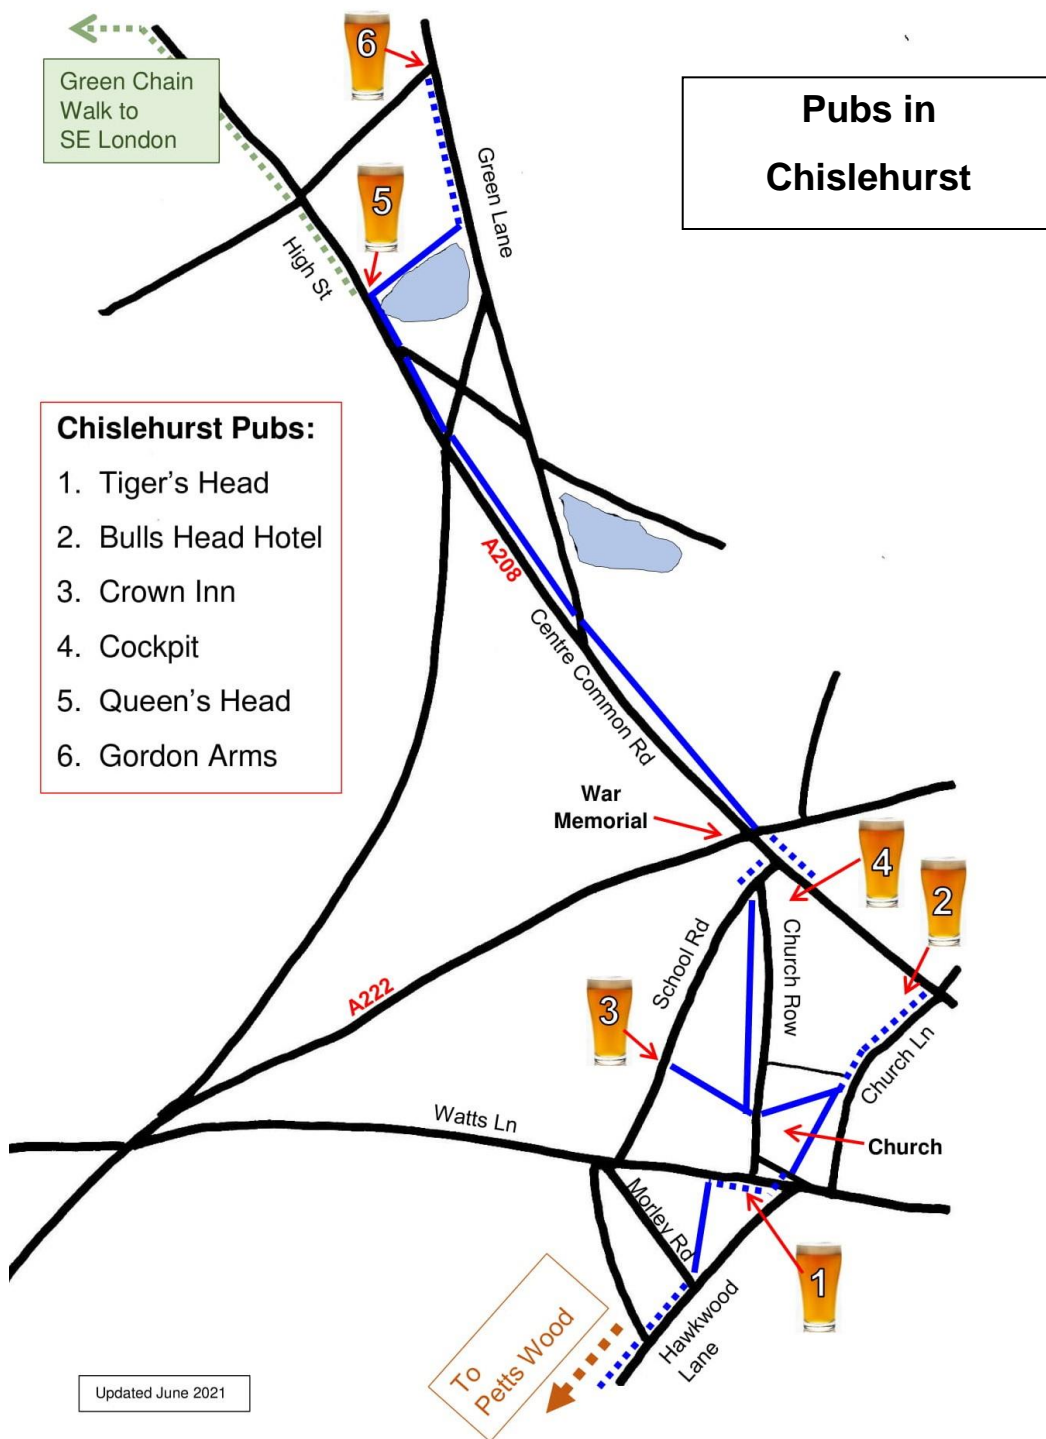 Green Chain
Walk to
SE London
6
Pubs in
Chislehurst
5
Green Lane
High St
Chislehurst Pubs:
1. Tiger's Head
2. Bulls Head Hotel
3. Crown Inn
4. Cockpit
5. Queen's Head
6. Gordon Arms
A208
Centre Common Rd
War
Memorial
4
2
School Rd
Church Row
A222
3
Church Ln
Watts Ln
Church
Morley Rd
1
Hawkwood
Lane
To
Petts Wood
Updated June 2021